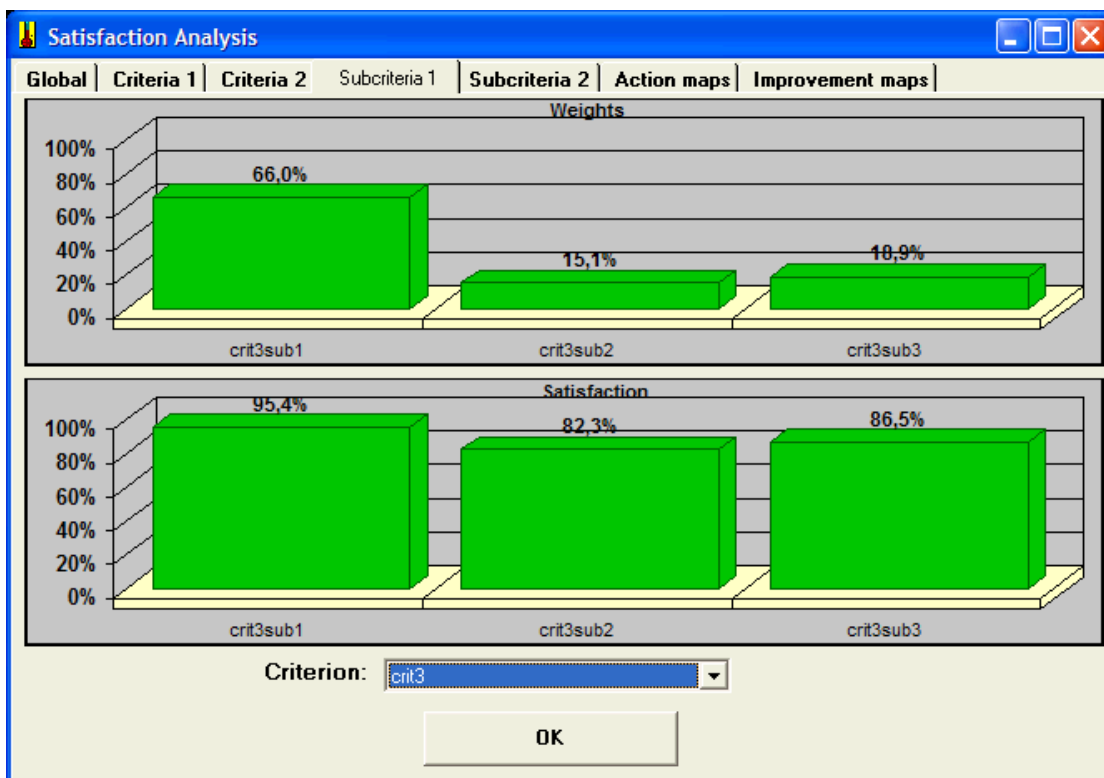 Satisfaction Analysis
Global Criteria 1 Criteria 2 Subcriteria 1 Subcriteria 2 Action maps Improvement maps
Weights
100%
80%
60%
40%
20%
0%
66,0%
15,1%
18,9%
crit3sub1 crit3sub2 crit3sub3
Satisfaction
100%
80%
60%
40%
20%
0%
95,4%
82,3%
86,5%
crit3sub1 crit3sub2 crit3sub3
Criterion: crit3
OK